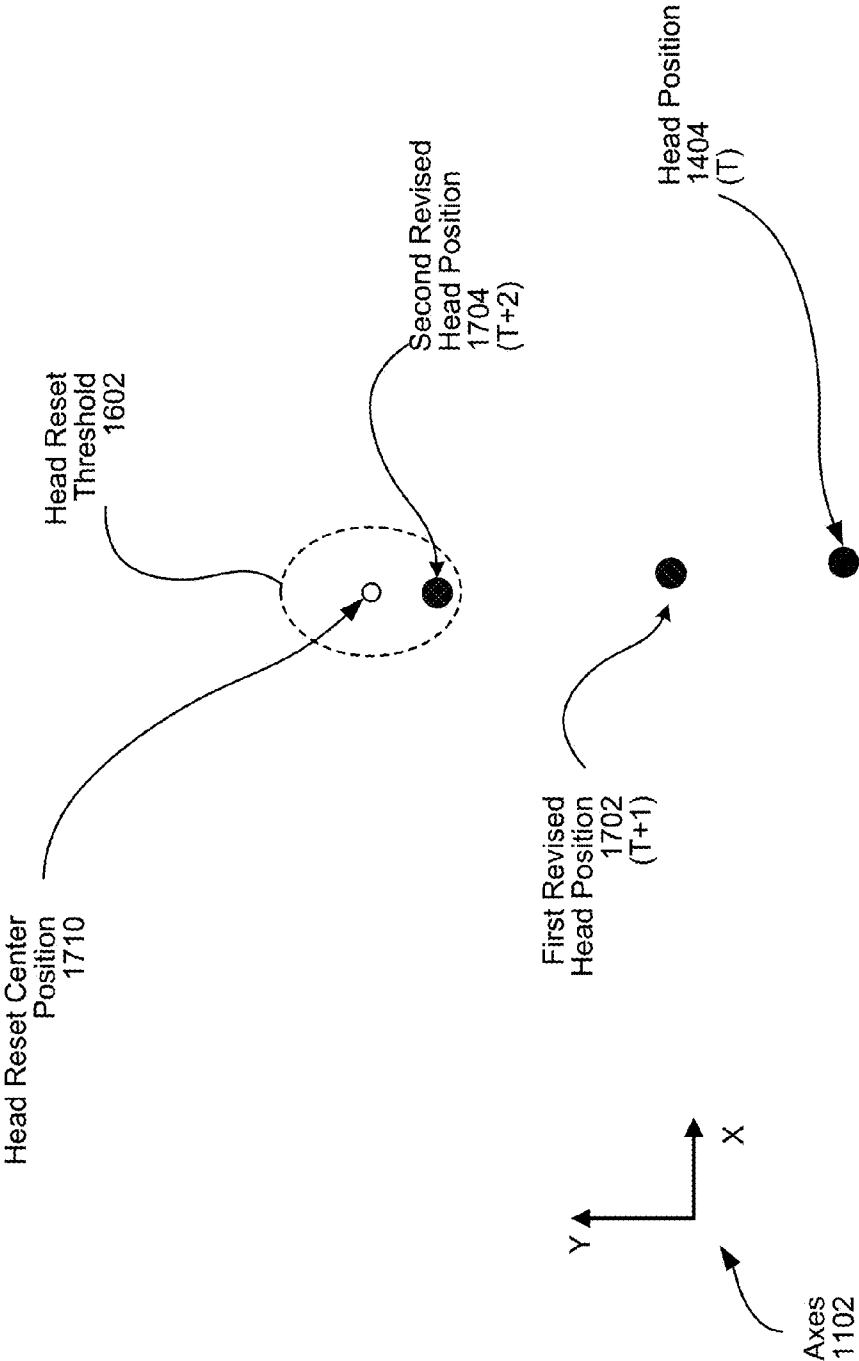 Head Reset Center
Position
1710
Head Reset
Threshold
1602
Second Revised
Head Position
1704
(T+2)
Head Position
1404
(T)
First Revised
Head Position
1702
(T+1)
Y
X
Axes
1102